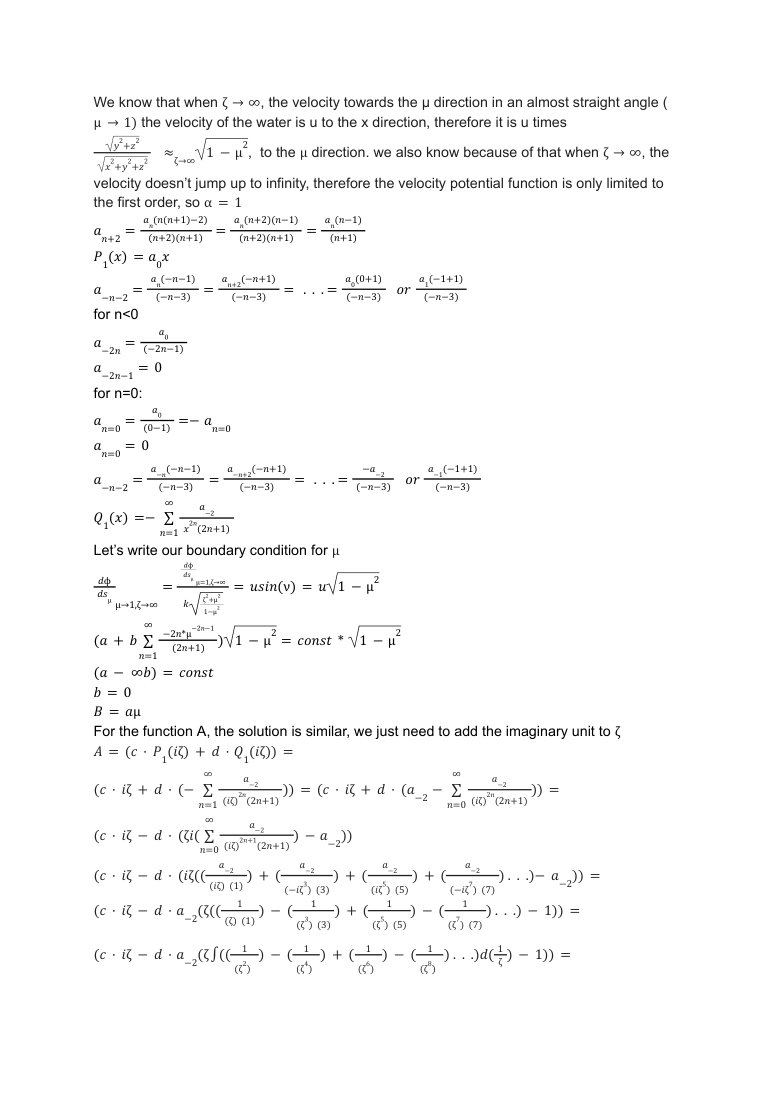 We know that when ζ → ∞, the velocity towards the μ direction in an almost straight angle (
μ → 1) the velocity of the water is u to the x direction, therefore it is u times
√(y²+z²) / √(x²+y²+z²) ≈_{ζ→∞} √(1 − μ²), to the μ direction. we also know because of that when ζ → ∞, the
velocity doesn't jump up to infinity, therefore the velocity potential function is only limited to
the first order, so α = 1
a_{n+2} = a_n(n(n+1)−2) / (n+2)(n+1) = a_n(n+2)(n−1) / (n+2)(n+1) = a_n(n−1) / (n+1)
P_1(x) = a_0 x
a_{−n−2} = a_n(−n−1) / (−n−3) = a_{n+2}(−n+1) / (−n−3) = . . . = a_0(0+1) / (−n−3) or a_1(−1+1) / (−n−3)
for n<0
a_{−2n} = a_0 / (−2n−1)
a_{−2n−1} = 0
for n=0:
a_{n=0} = a_0 / (0−1) =− a_{n=0}
a_{n=0} = 0
a_{−n−2} = a_{−n}(−n−1) / (−n−3) = a_{−n+2}(−n+1) / (−n−3) = . . . = −a_{−2} / (−n−3) or a_{−1}(−1+1) / (−n−3)
Q_1(x) =− ∑_{n=1}^{∞} a_{−2} / x^{2n}(2n+1)
Let's write our boundary condition for μ
dϕ/ds_μ _{μ→1,ζ→∞} = (dϕ/ds_μ _{μ=1,ζ→∞}) / (k√((ζ²+μ²)/(1−μ²))) = usin(ν) = u√(1 − μ²)
(a + b ∑_{n=1}^{∞} −2n*μ^{−2n−1} / (2n+1))√(1 − μ²) = const * √(1 − μ²)
(a − ∞b) = const
b = 0
B = aμ
For the function A, the solution is similar, we just need to add the imaginary unit to ζ
A = (c · P_1(iζ) + d · Q_1(iζ)) =
(c · iζ + d · (− ∑_{n=1}^{∞} a_{−2} / (iζ)^{2n}(2n+1))) = (c · iζ + d · (a_{−2} − ∑_{n=0}^{∞} a_{−2} / (iζ)^{2n}(2n+1))) =
(c · iζ − d · (ζi(∑_{n=0}^{∞} a_{−2} / (iζ)^{2n+1}(2n+1)) − a_{−2}))
(c · iζ − d · (iζ((a_{−2} / (iζ) (1)) + (a_{−2} / (−iζ³) (3)) + (a_{−2} / (iζ⁵) (5)) + (a_{−2} / (−iζ⁷) (7)). . .)− a_{−2})) =
(c · iζ − d · a_{−2}(ζ((1 / (ζ) (1)) − (1 / (ζ³) (3)) + (1 / (ζ⁵) (5)) − (1 / (ζ⁷) (7)). . .) − 1)) =
(c · iζ − d · a_{−2}(ζ∫((1 / (ζ²)) − (1 / (ζ⁴)) + (1 / (ζ⁶)) − (1 / (ζ⁸)). . .)d(1/ζ) − 1)) =